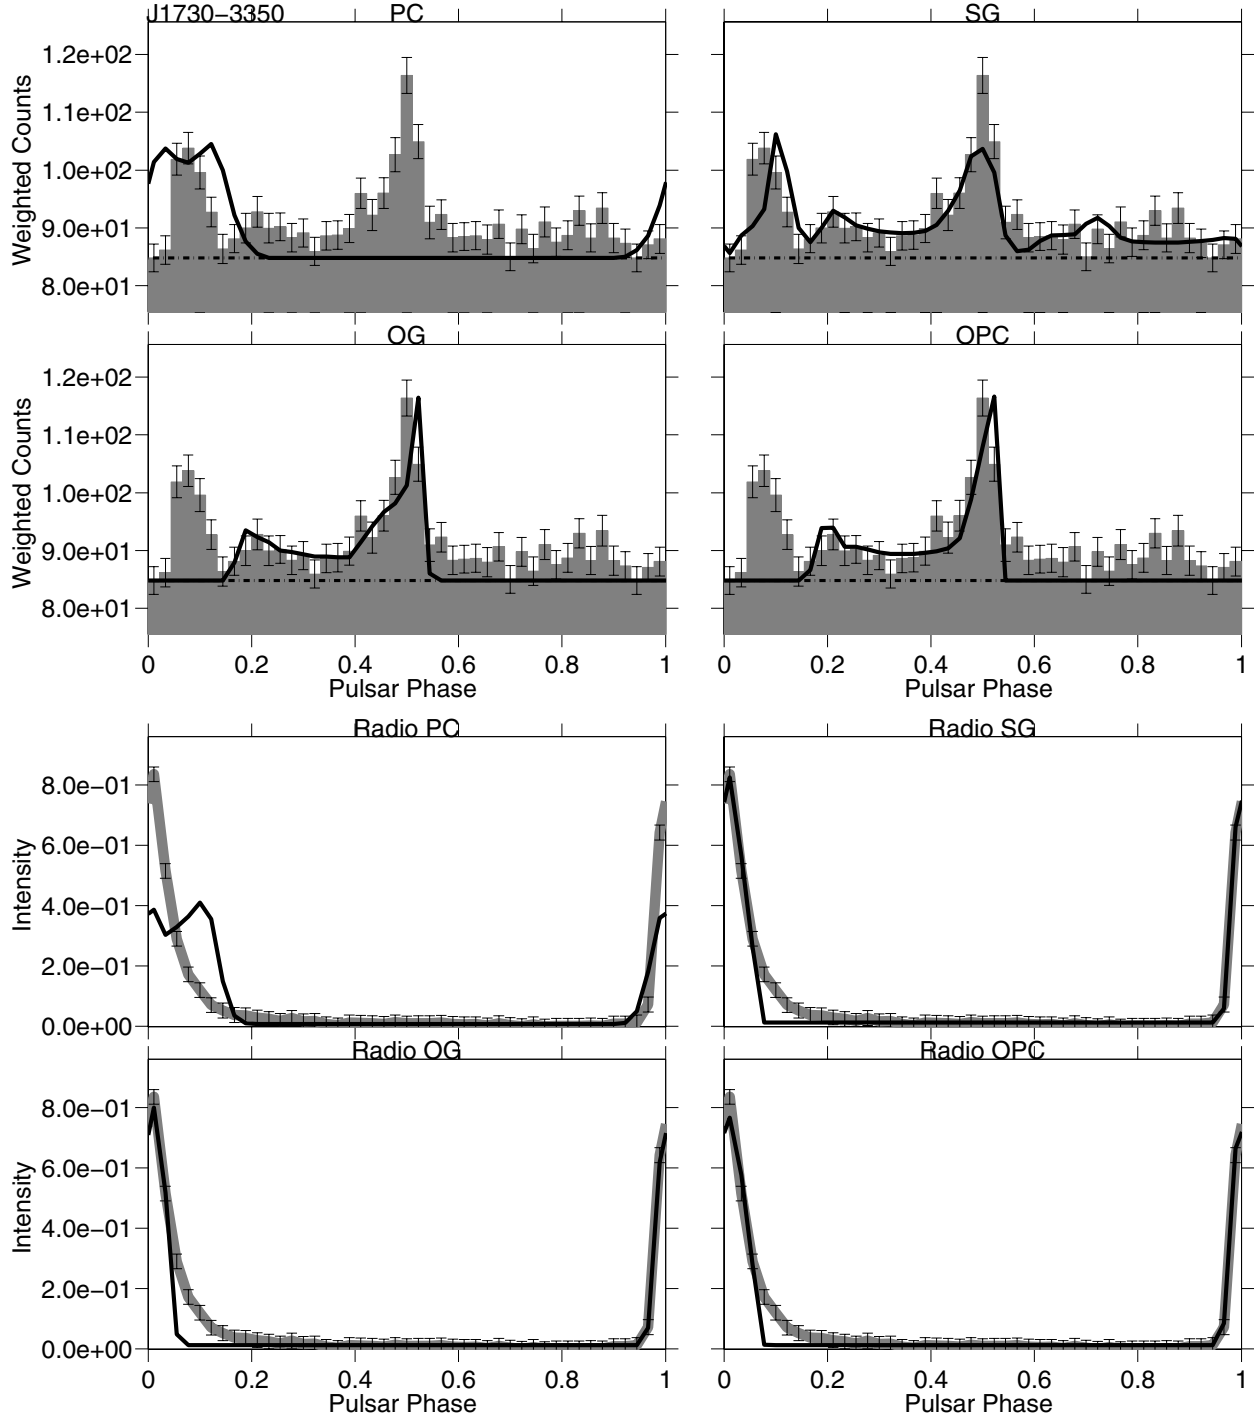 J1730−3350 PC SG
1.2e+02
1.1e+02
1.0e+02
9.0e+01
8.0e+01
Weighted Counts
OG OPC
1.2e+02
1.1e+02
1.0e+02
9.0e+01
8.0e+01
Weighted Counts
0 0.2 0.4 0.6 0.8 1 0 0.2 0.4 0.6 0.8 1
Pulsar Phase Pulsar Phase
Radio PC Radio SG
8.0e−01
6.0e−01
4.0e−01
2.0e−01
0.0e+00
Intensity
Radio OG Radio OPC
8.0e−01
6.0e−01
4.0e−01
2.0e−01
0.0e+00
Intensity
0 0.2 0.4 0.6 0.8 1 0 0.2 0.4 0.6 0.8 1
Pulsar Phase Pulsar Phase